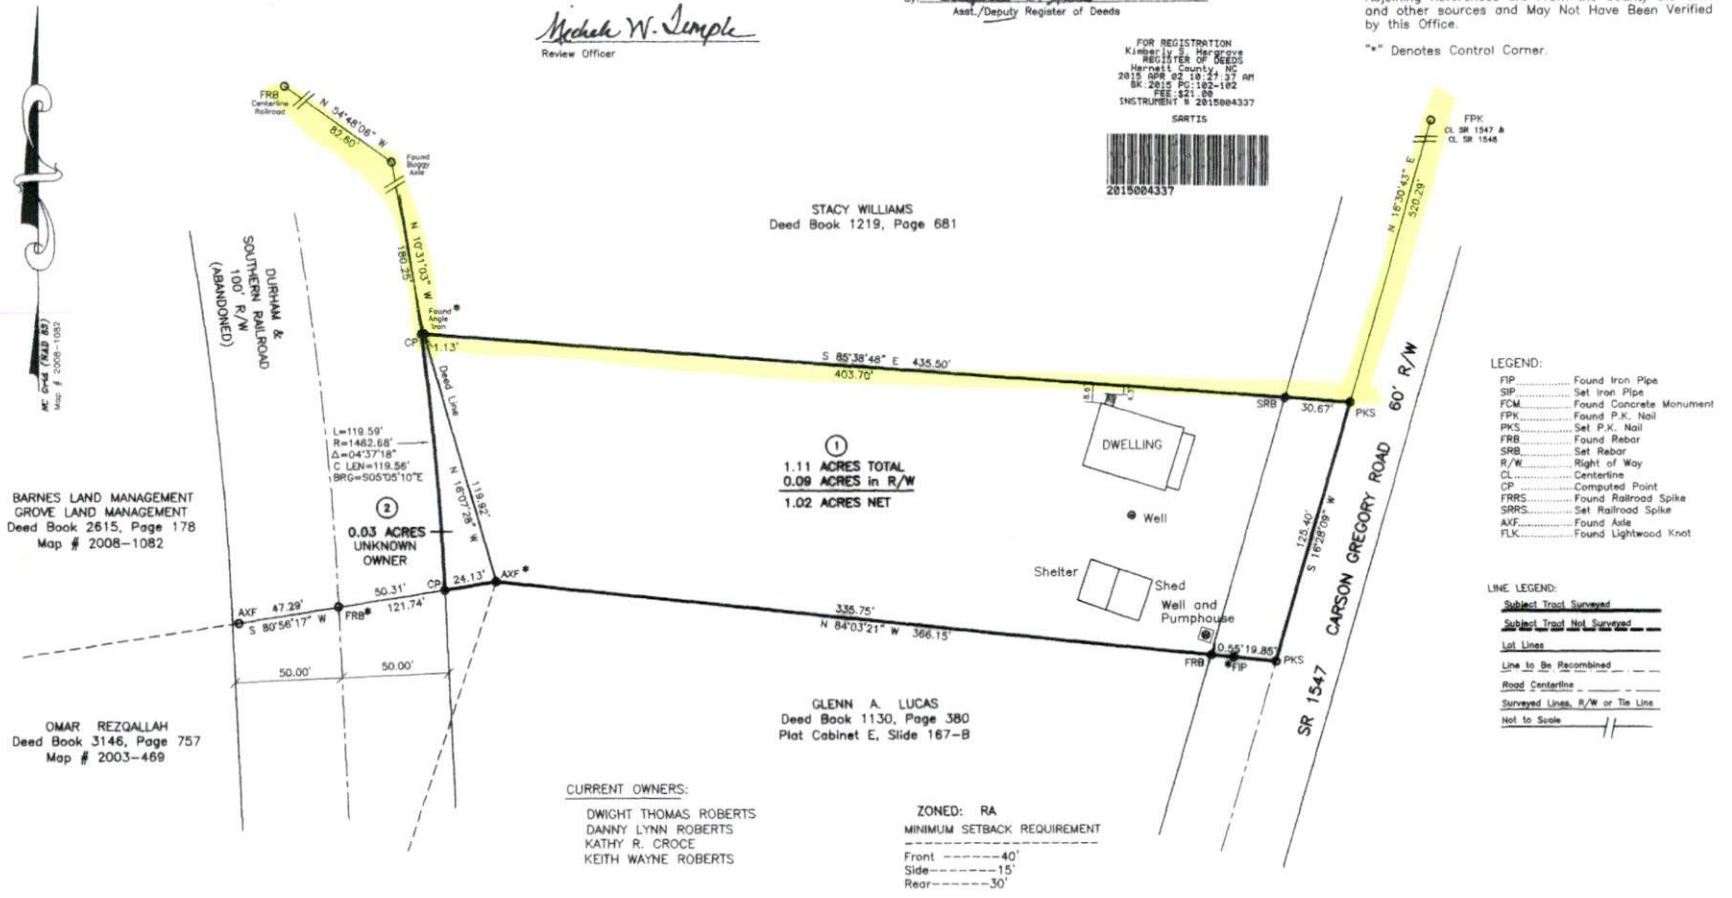 Asst./Deputy Register of Deeds
and other sources and May Not Have Been Verified
by this Office.
"*" Denotes Control Corner.
Michele W. Temple
Review Officer
FOR REGISTRATION
Kimberly S. Hargrove
REGISTER OF DEEDS
Harnett County, NC
2015 APR 02 10:27:37 AM
BK:2015 PG:102-102
FEE:$21.00
INSTRUMENT # 2015004337
SARTIS
2015004337
FRB
Centerline
Railroad
N 54°48'06" W
82.60'
Found
Buggy
Axle
N 10°31'03" W
180.25'
Found *
Angle
Iron
CP
1.13'
FPK
CL SR 1547 &
CL SR 1548
N 16°30'43" E
520.29'
STACY WILLIAMS
Deed Book 1219, Page 681
DURHAM &
SOUTHERN RAILROAD
100' R/W
(ABANDONED)
Map # 2008-1082
S 85°38'48" E 435.50'
403.70'
SRB
30.67'
PKS
DWELLING
Well
Shelter
Shed
Well and
Pumphouse
Deed Line
N 16°07'28" W
119.92'
L=119.59'
R=1482.68'
Δ=04°37'18"
C LEN=119.56'
BRG=S05°05'10"E
1
1.11 ACRES TOTAL
0.09 ACRES in R/W
1.02 ACRES NET
2
0.03 ACRES
UNKNOWN
OWNER
BARNES LAND MANAGEMENT
GROVE LAND MANAGEMENT
Deed Book 2615, Page 178
Map # 2008-1082
CP
24.13'
AXF *
AXF
47.29'
50.31'
S 80°56'17" W
FRB*
121.74'
50.00'
50.00'
335.75'
N 84°03'21" W 366.15'
FRB
0.55'
19.85'
*FIP
PKS
125.40'
S 16°28'09" W
SR 1547 CARSON GREGORY ROAD 60' R/W
OMAR REZQALLAH
Deed Book 3146, Page 757
Map # 2003-469
GLENN A. LUCAS
Deed Book 1130, Page 380
Plat Cabinet E, Slide 167-B
CURRENT OWNERS:
DWIGHT THOMAS ROBERTS
DANNY LYNN ROBERTS
KATHY R. CROCE
KEITH WAYNE ROBERTS
ZONED: RA
MINIMUM SETBACK REQUIREMENT
Front -------40'
Side--------15'
Rear------30'
LEGEND:
FIP............. Found Iron Pipe
SIP............. Set Iron Pipe
FCM............. Found Concrete Monument
FPK............. Found P.K. Nail
PKS............. Set P.K. Nail
FRB............. Found Rebar
SRB............. Set Rebar
R/W............. Right of Way
CL............. Centerline
CP ............. Computed Point
FRRS............. Found Railroad Spike
SRRS............. Set Railroad Spike
AXF............. Found Axle
FLK............. Found Lightwood Knot
LINE LEGEND:
Subject Tract Surveyed
Subject Tract Not Surveyed
Lot Lines
Line to Be Recombined
Road Centerline
Surveyed Lines, R/W or Tie Line
Not to Scale